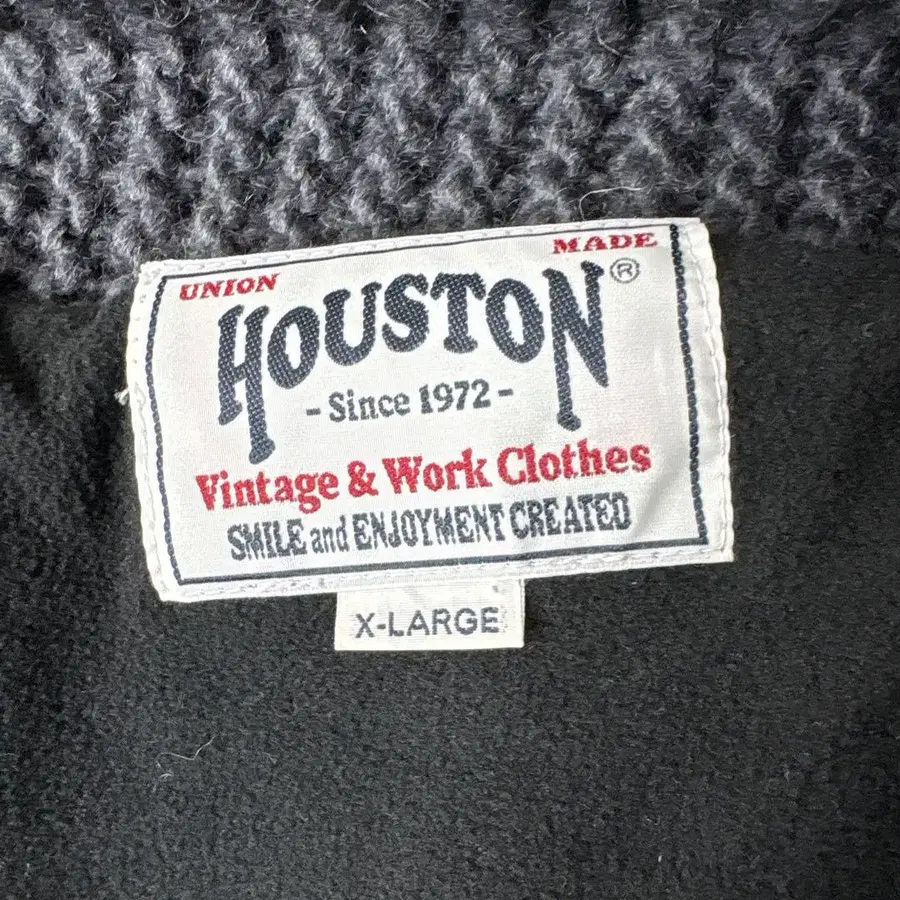 UNION MADE
HOUSTON®
- Since 1972 -
Vintage & Work Clothes
SMILE and ENJOYMENT CREATED
X-LARGE